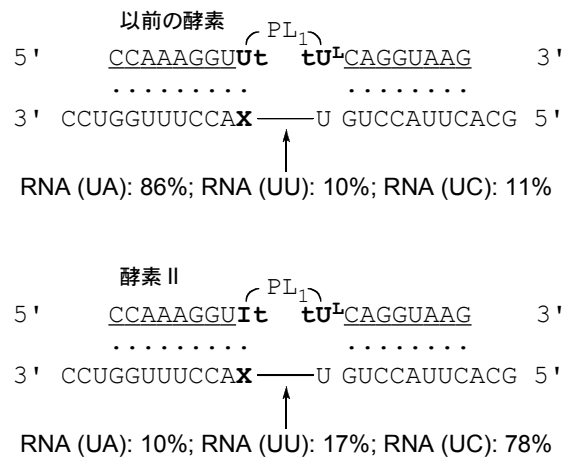 以前の酵素
PL1
5' CCAAAGGUUt tULCAGGUAAG 3'
3' CCUGGUUUCCAX U GUCCAUUCACG 5'
RNA (UA): 86%; RNA (UU): 10%; RNA (UC): 11%
酵素 II
PL1
5' CCAAAGGUIt tULCAGGUAAG 3'
3' CCUGGUUUCCAX U GUCCAUUCACG 5'
RNA (UA): 10%; RNA (UU): 17%; RNA (UC): 78%